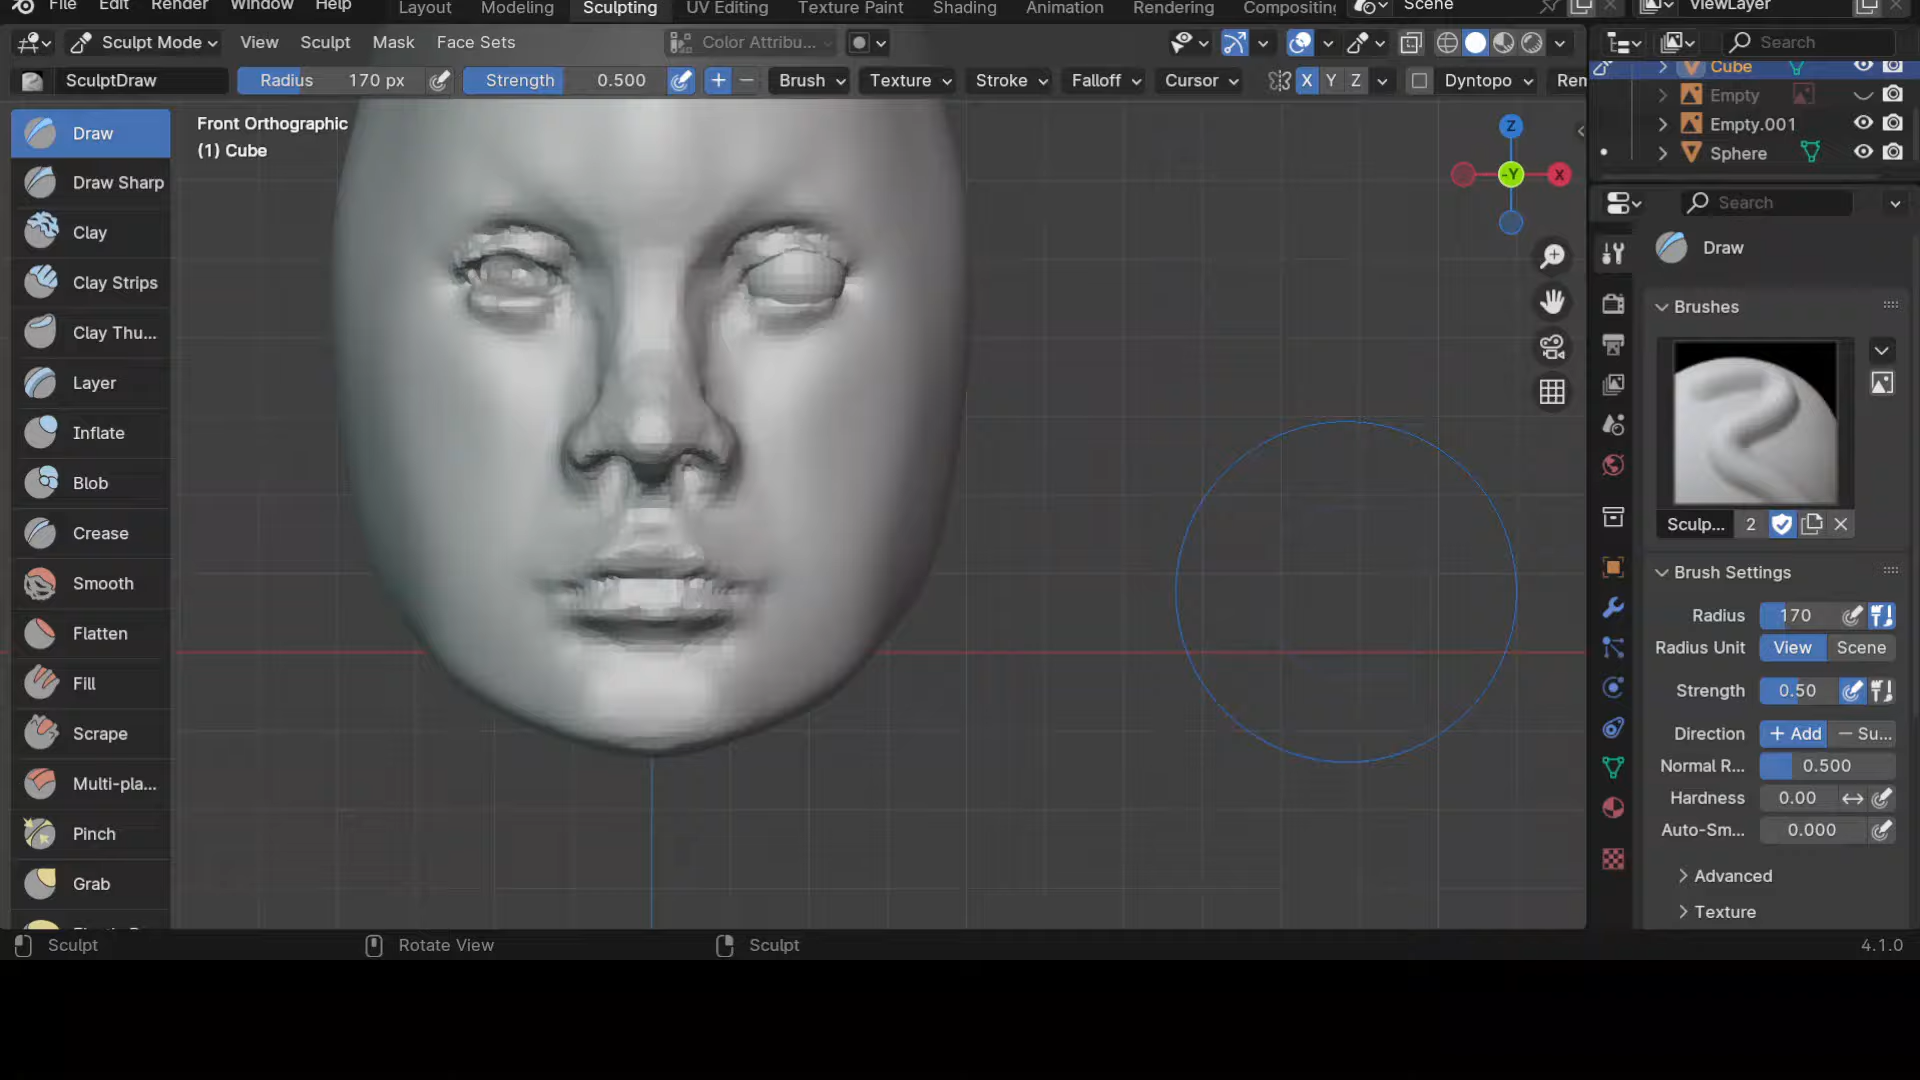 File Edit Render Window Help Layout Modeling Sculpting UV Editing Texture Paint Shading Animation Rendering Compositing Scene ViewLayer
Sculpt Mode View Sculpt Mask Face Sets Color Attribu... Search
SculptDraw Radius 170 px Strength 0.500 + − Brush Texture Stroke Falloff Cursor X Y Z Dyntopo Ren
Cube
Empty
Empty.001
Sphere
Front Orthographic
(1) Cube
Z
-Y
X
Draw
Draw Sharp
Clay
Clay Strips
Clay Thu...
Layer
Inflate
Blob
Crease
Smooth
Flatten
Fill
Scrape
Multi-pla...
Pinch
Grab
Search
Draw
Brushes
Sculp... 2
Brush Settings
Radius 170
Radius Unit View Scene
Strength 0.50
Direction + Add − Su...
Normal R... 0.500
Hardness 0.00
Auto-Sm... 0.000
Advanced
Texture
Sculpt Rotate View Sculpt 4.1.0